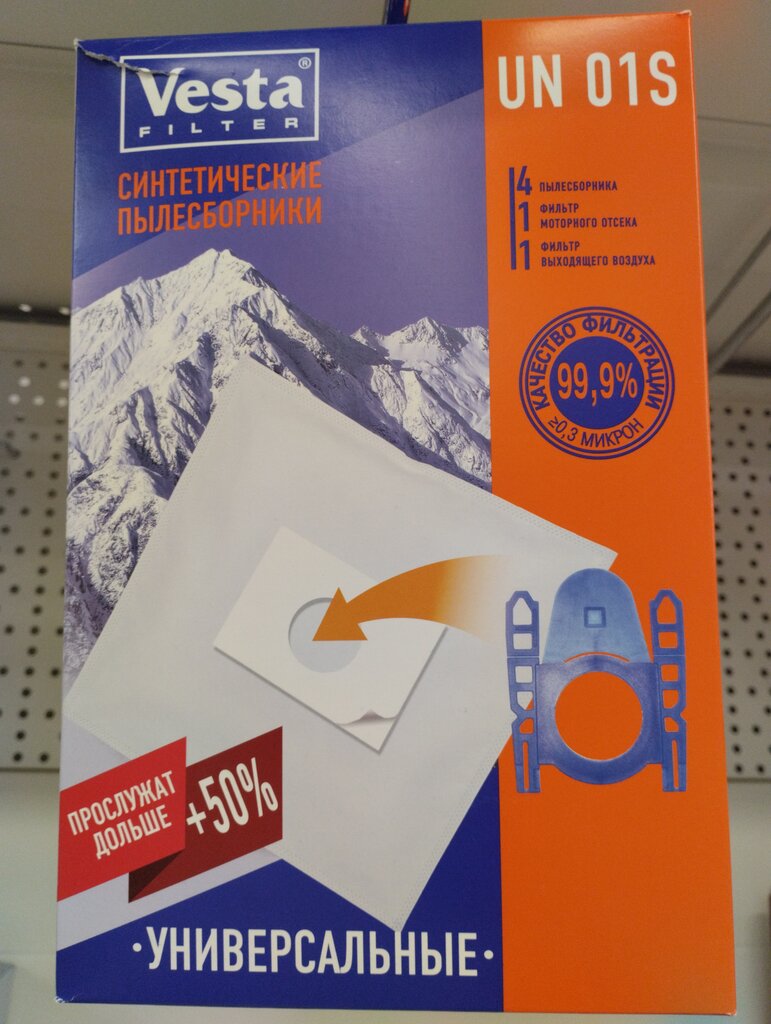 Vesta®
FILTER
СИНТЕТИЧЕСКИЕ
ПЫЛЕСБОРНИКИ
UN 01S
4 ПЫЛЕСБОРНИКА
1 ФИЛЬТР
МОТОРНОГО ОТСЕКА
1 ФИЛЬТР
ВЫХОДЯЩЕГО ВОЗДУХА
КАЧЕСТВО ФИЛЬТРАЦИИ
99,9%
≥0,3 МИКРОН
ПРОСЛУЖАТ
ДОЛЬШЕ
+50%
·УНИВЕРСАЛЬНЫЕ·